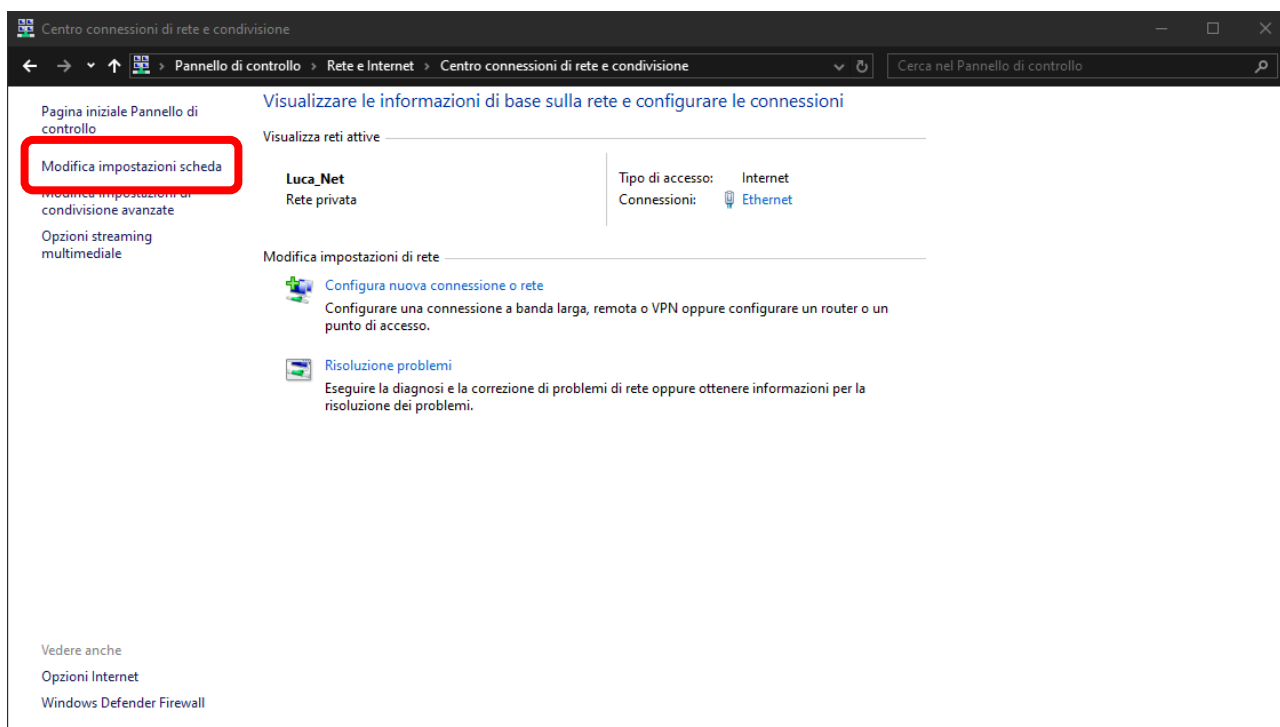 Centro connessioni di rete e condivisione
Pannello di controllo > Rete e Internet > Centro connessioni di rete e condivisione
Cerca nel Pannello di controllo
Pagina iniziale Pannello di
controllo
Modifica impostazioni scheda
Modifica impostazioni di
condivisione avanzate
Opzioni streaming
multimediale
Visualizzare le informazioni di base sulla rete e configurare le connessioni
Visualizza reti attive
Luca_Net
Rete privata
Tipo di accesso: Internet
Connessioni: Ethernet
Modifica impostazioni di rete
Configura nuova connessione o rete
Configurare una connessione a banda larga, remota o VPN oppure configurare un router o un
punto di accesso.
Risoluzione problemi
Eseguire la diagnosi e la correzione di problemi di rete oppure ottenere informazioni per la
risoluzione dei problemi.
Vedere anche
Opzioni Internet
Windows Defender Firewall